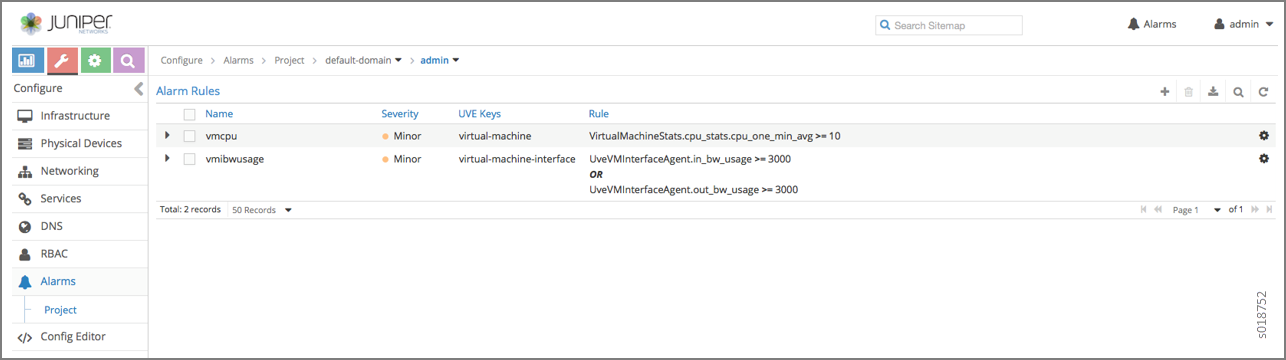 JUNIPER
NETWORKS
Search Sitemap
Alarms
admin
Configure
Configure > Alarms > Project > default-domain > admin
Infrastructure
Physical Devices
Networking
Services
DNS
RBAC
Alarms
Project
Config Editor
Alarm Rules
Name Severity UVE Keys Rule
vmcpu Minor virtual-machine VirtualMachineStats.cpu_stats.cpu_one_min_avg >= 10
vmibwusage Minor virtual-machine-interface UveVMInterfaceAgent.in_bw_usage >= 3000
OR
UveVMInterfaceAgent.out_bw_usage >= 3000
Total: 2 records 50 Records Page 1 of 1
s018752